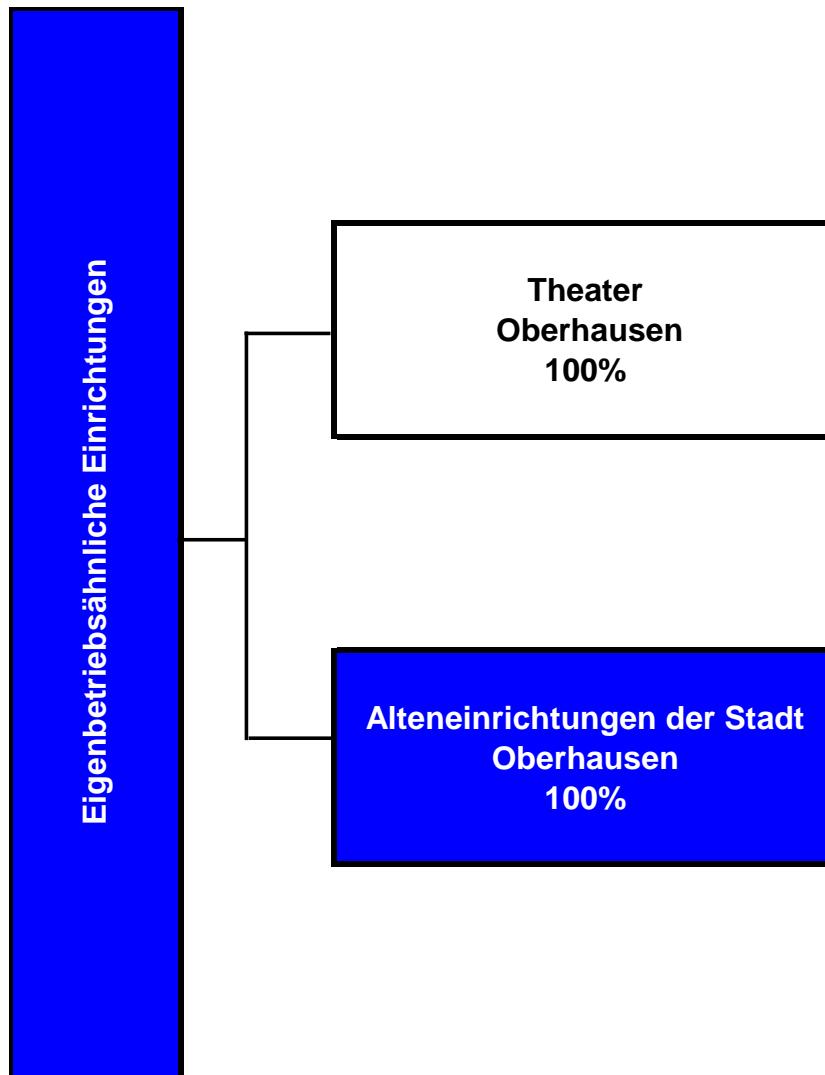 Eigenbetriebsähnliche Einrichtungen
Theater
Oberhausen
100%
Alteneinrichtungen der Stadt
Oberhausen
100%